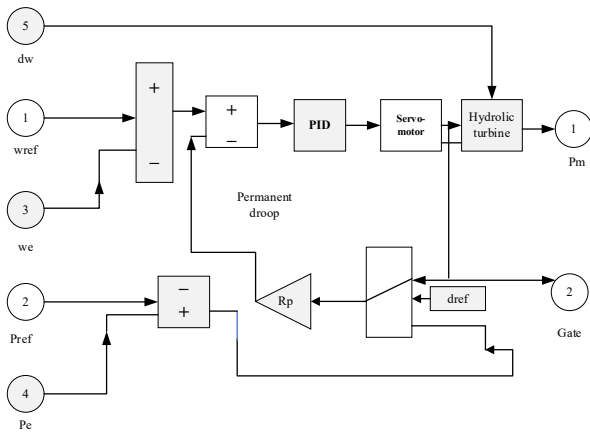 5
dw
1
wref
3
we
2
Pref
4
Pe
+
−
+
−
PID
Servo-
motor
Hydrolic
turbine
1
Pm
Permanent
droop
−
+
Rp
dref
2
Gate